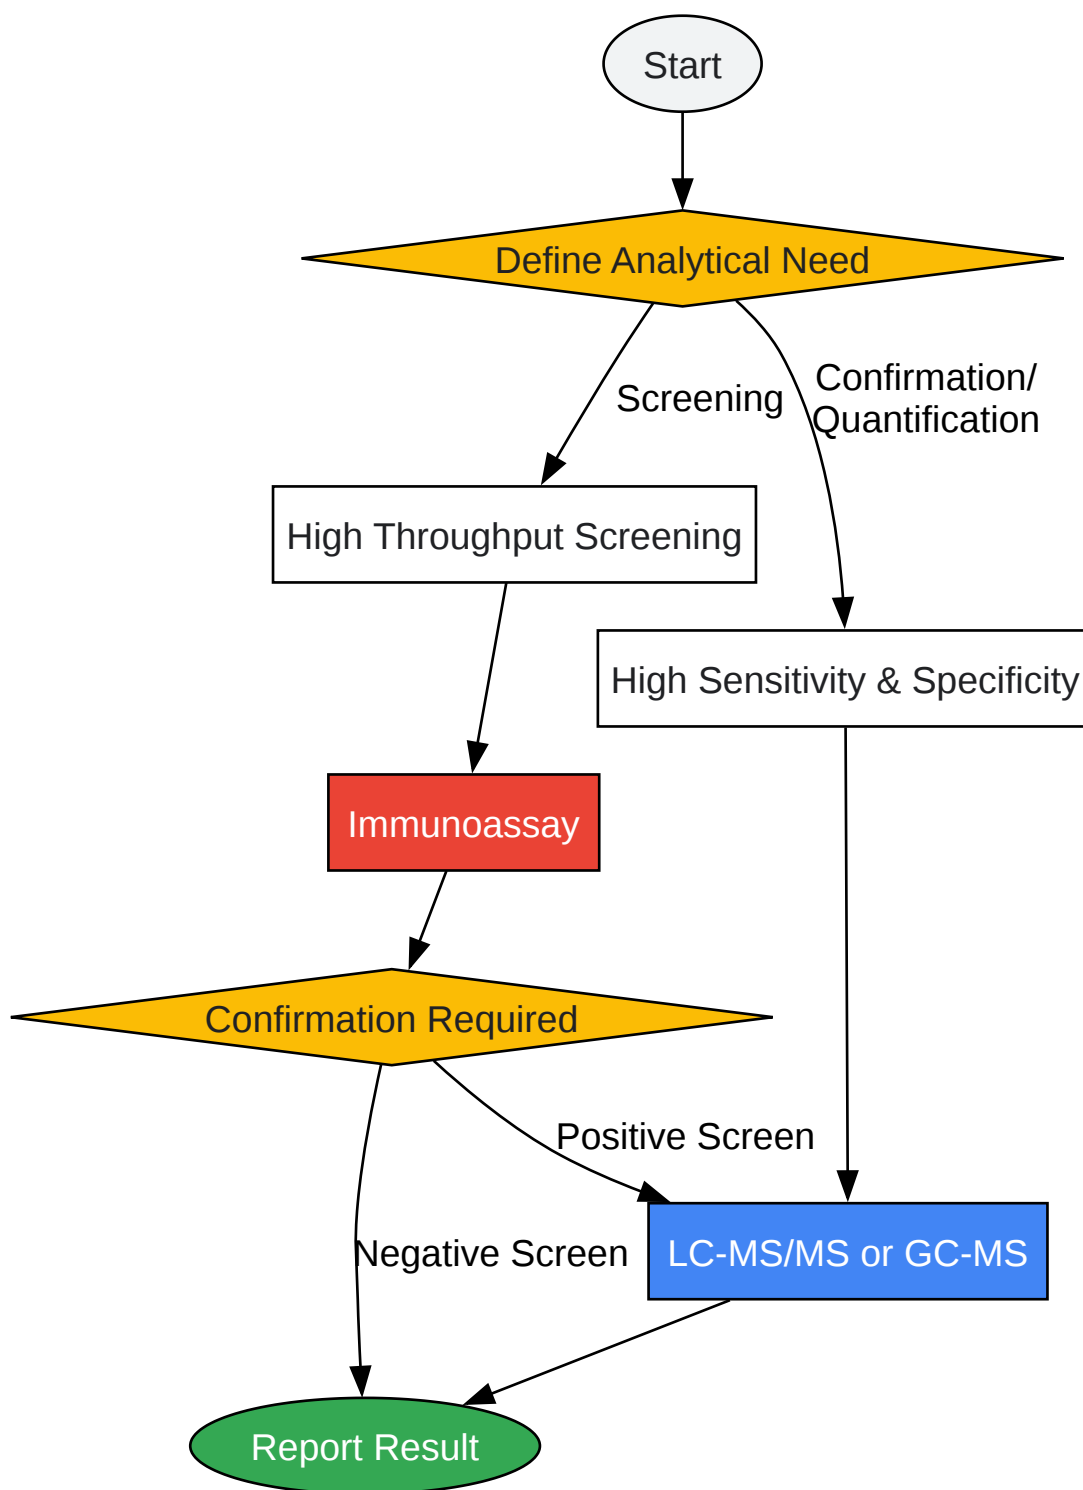 Start
Define Analytical Need
Screening
Confirmation/
Quantification
High Throughput Screening
High Sensitivity & Specificity
Immunoassay
Confirmation Required
Positive Screen
Negative Screen
LC-MS/MS or GC-MS
Report Result